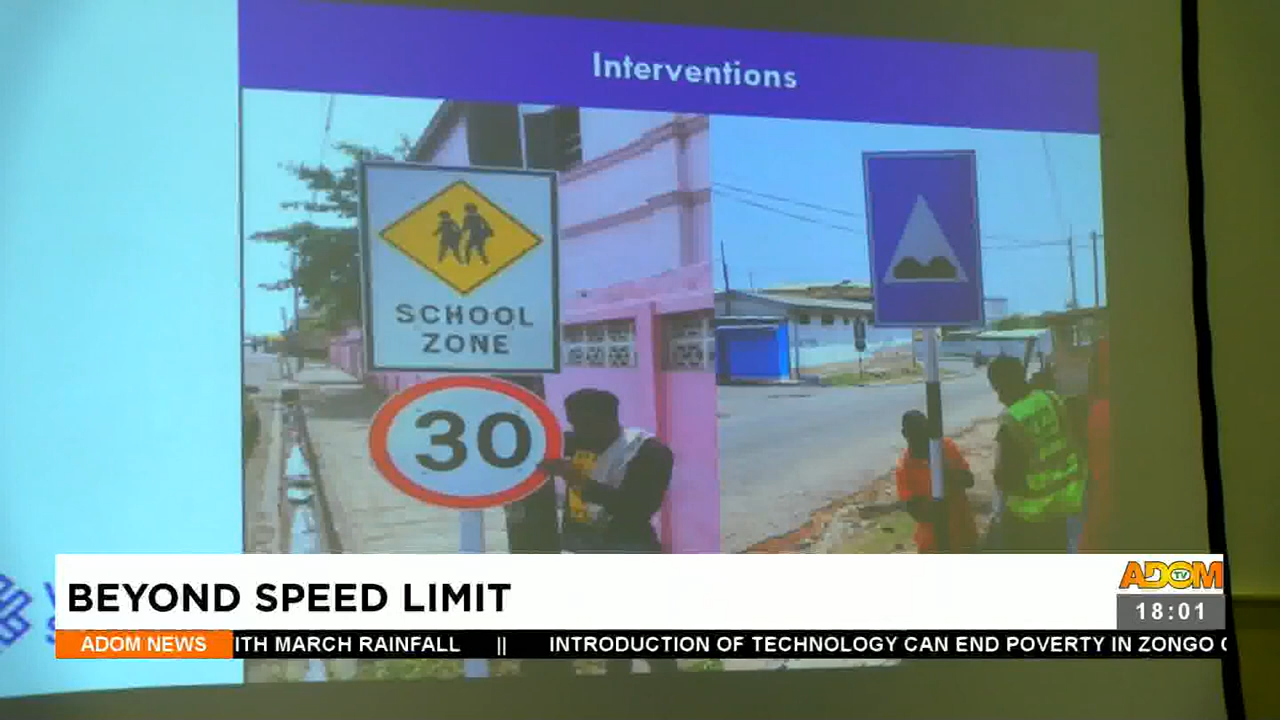 Interventions
SCHOOL
ZONE
30
BEYOND SPEED LIMIT
ADOM
TV
18:01
ADOM NEWS
ITH MARCH RAINFALL || INTRODUCTION OF TECHNOLOGY CAN END POVERTY IN ZONGO